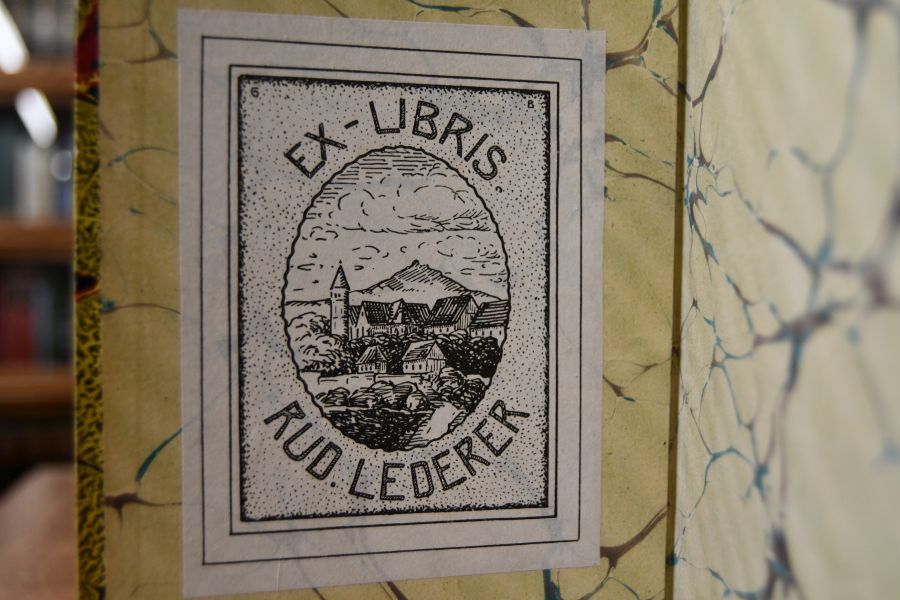 G B
EX-LIBRIS.
RUD. LEDERER